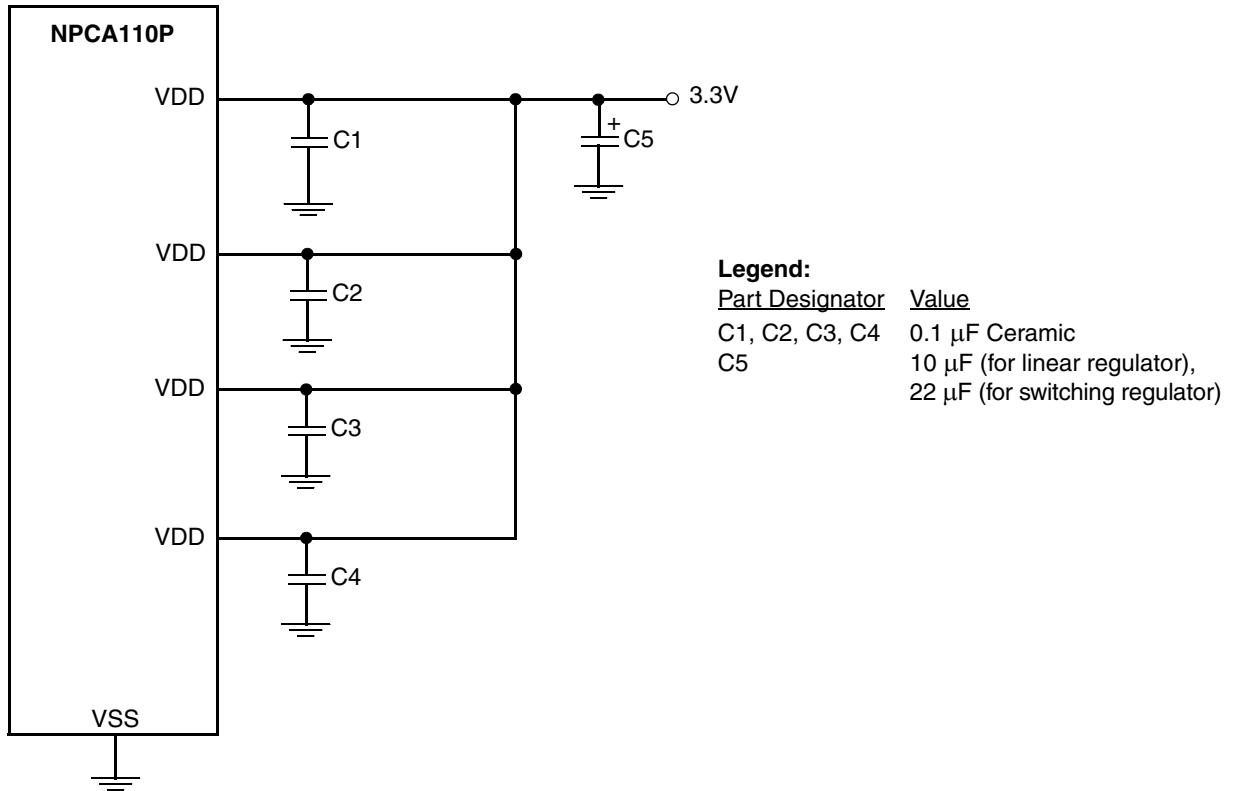 NPCA110P
VDD
3.3V
C1
+
C5
VDD
C2
VDD
C3
VDD
C4
VSS
Legend:
Part Designator Value
C1, C2, C3, C4 0.1 μF Ceramic
C5 10 μF (for linear regulator),
22 μF (for switching regulator)